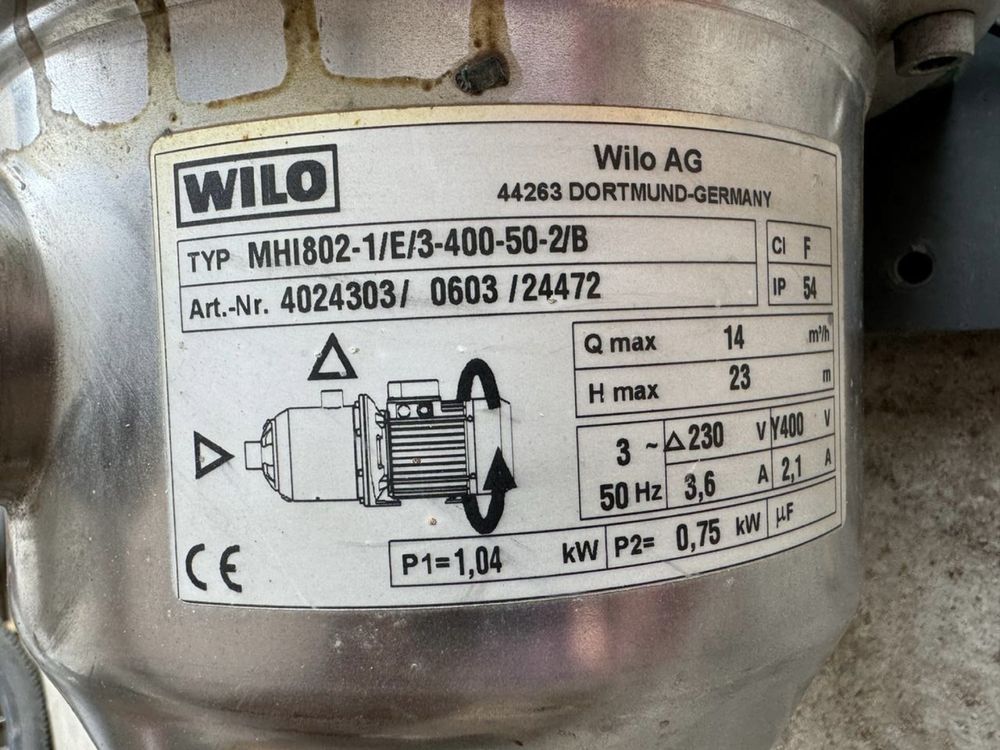 WILO
Wilo AG
44263 DORTMUND-GERMANY
TYP MHI802-1/E/3-400-50-2/B
Art.-Nr. 4024303/ 0603 /24472
Cl F
IP 54
Q max 14 m³/h
H max 23 m
3 ~ △ 230 V Y400 V
50 Hz 3,6 A 2,1 A
P1=1,04 kW P2= 0,75 kW µF
CE